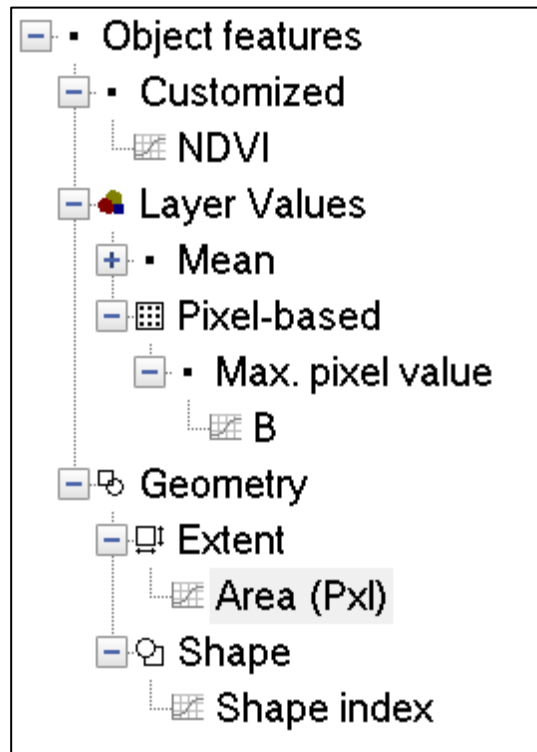 Object features
Customized
NDVI
Layer Values
Mean
Pixel-based
Max. pixel value
B
Geometry
Extent
Area (Pxl)
Shape
Shape index